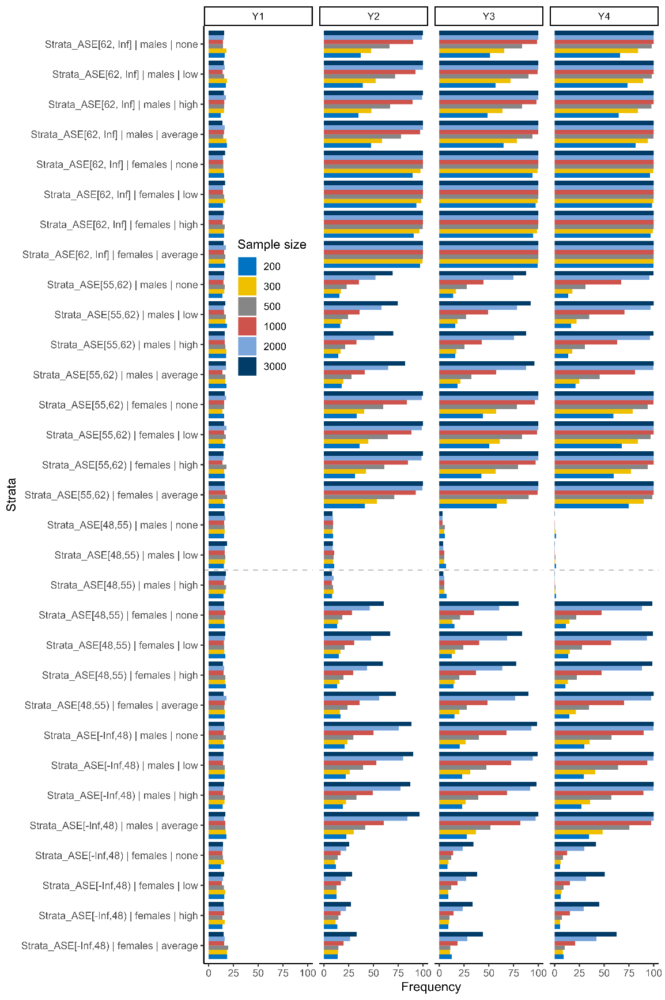 Y1
Y2
Y3
Y4
Strata_ASE[62, Inf] | males | none
Strata_ASE[62, Inf] | males | low
Strata_ASE[62, Inf] | males | high
Strata_ASE[62, Inf] | males | average
Strata_ASE[62, Inf] | females | none
Strata_ASE[62, Inf] | females | low
Strata_ASE[62, Inf] | females | high
Strata_ASE[62, Inf] | females | average
Strata_ASE[55,62) | males | none
Strata_ASE[55,62) | males | low
Strata_ASE[55,62) | males | high
Strata_ASE[55,62) | males | average
Strata_ASE[55,62) | females | none
Strata_ASE[55,62) | females | low
Strata_ASE[55,62) | females | high
Strata_ASE[55,62) | females | average
Strata_ASE[48,55) | males | none
Strata_ASE[48,55) | males | low
Strata_ASE[48,55) | males | high
Strata_ASE[48,55) | females | none
Strata_ASE[48,55) | females | low
Strata_ASE[48,55) | females | high
Strata_ASE[48,55) | females | average
Strata_ASE[-Inf,48) | males | none
Strata_ASE[-Inf,48) | males | low
Strata_ASE[-Inf,48) | males | high
Strata_ASE[-Inf,48) | males | average
Strata_ASE[-Inf,48) | females | none
Strata_ASE[-Inf,48) | females | low
Strata_ASE[-Inf,48) | females | high
Strata_ASE[-Inf,48) | females | average
Strata
Sample size
200
300
500
1000
2000
3000
0 25 50 75 100
0 25 50 75 100
0 25 50 75 100
0 25 50 75 100
Frequency